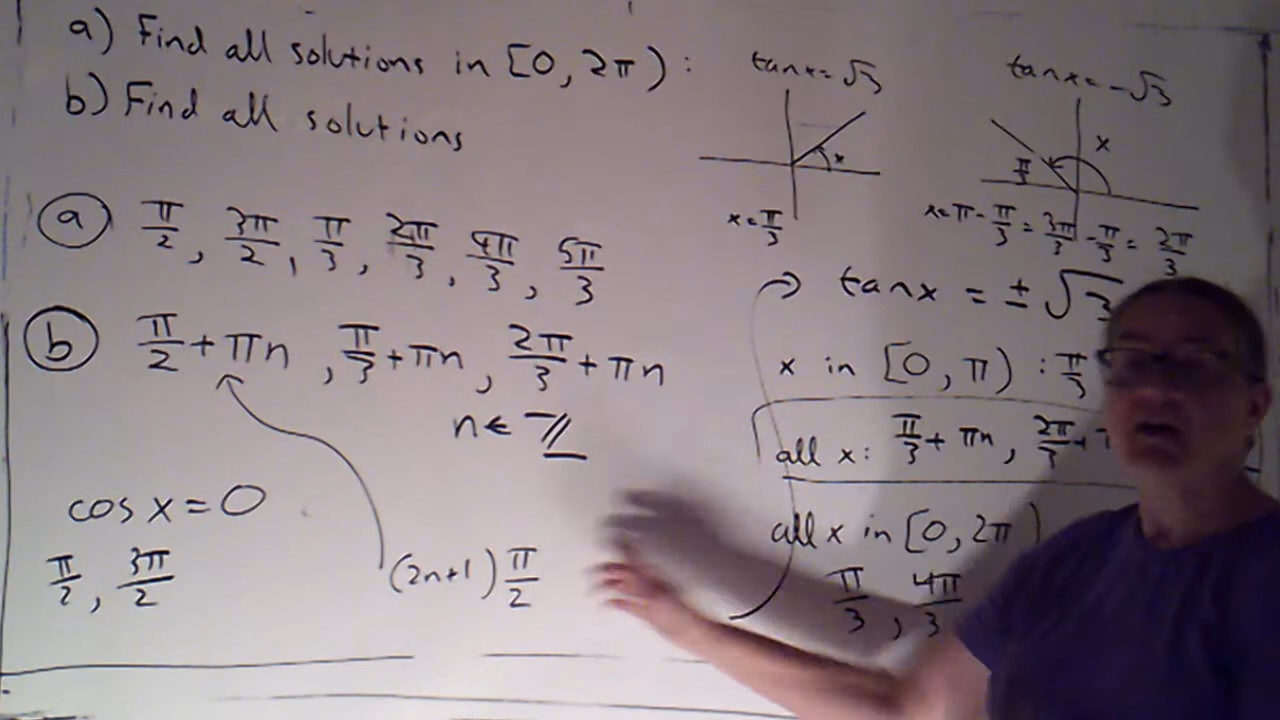 a) Find all solutions in [0, 2π) :
b) Find all solutions
a π/2, 3π/2, π/3, 2π/3, 4π/3, 5π/3
b π/2 + πn, π/3 + πn, 2π/3 + πn
n ∈ ℤ
cos x = 0
π/2, 3π/2
(2n+1) π/2
tan x = √3
x
x = π/3
tan x = -√3
x
π/3
x = π - π/3 = 3π/3 - π/3 = 2π/3
tan x = ± √3
x in [0, π) : π/3
all x: π/3 + πn, 2π/3 +
all x in [0, 2π)
π/3, 4π/3